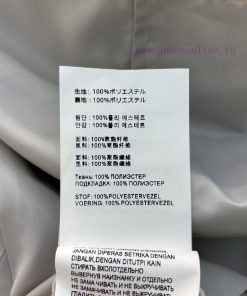 www.jamesonline.ru
生地: 100%ポリエステル
裏地: 100%ポリエステル
원단: 100%폴리 에스테르
안감: 100%폴리 에스테르
面料: 100%聚酯纤维
里料: 100%聚酯纤维
面料: 100%聚酯纖維
里料: 100%聚酯纖維
Ткань: 100% ПОЛИЭСТЕР
ПОДКЛАДКА: 100% ПОЛИЭСТЕР
STOF: 100%POLYESTERVEZEL
VOERING: 100%POLYESTERVEZEL
JANGAN DIPERAS SETRIKA DENGAN
DIBALIK,DENGAN DITUTPI KAIN
СТИРАТЬ ВХОЛОТДЕЛЬНО
ВЫВЕРНУВ НАИЗНАНКУ
НЕ ЗАМАЧИВАТЬ И НЕ ВЫКРУЧИВАТЬ